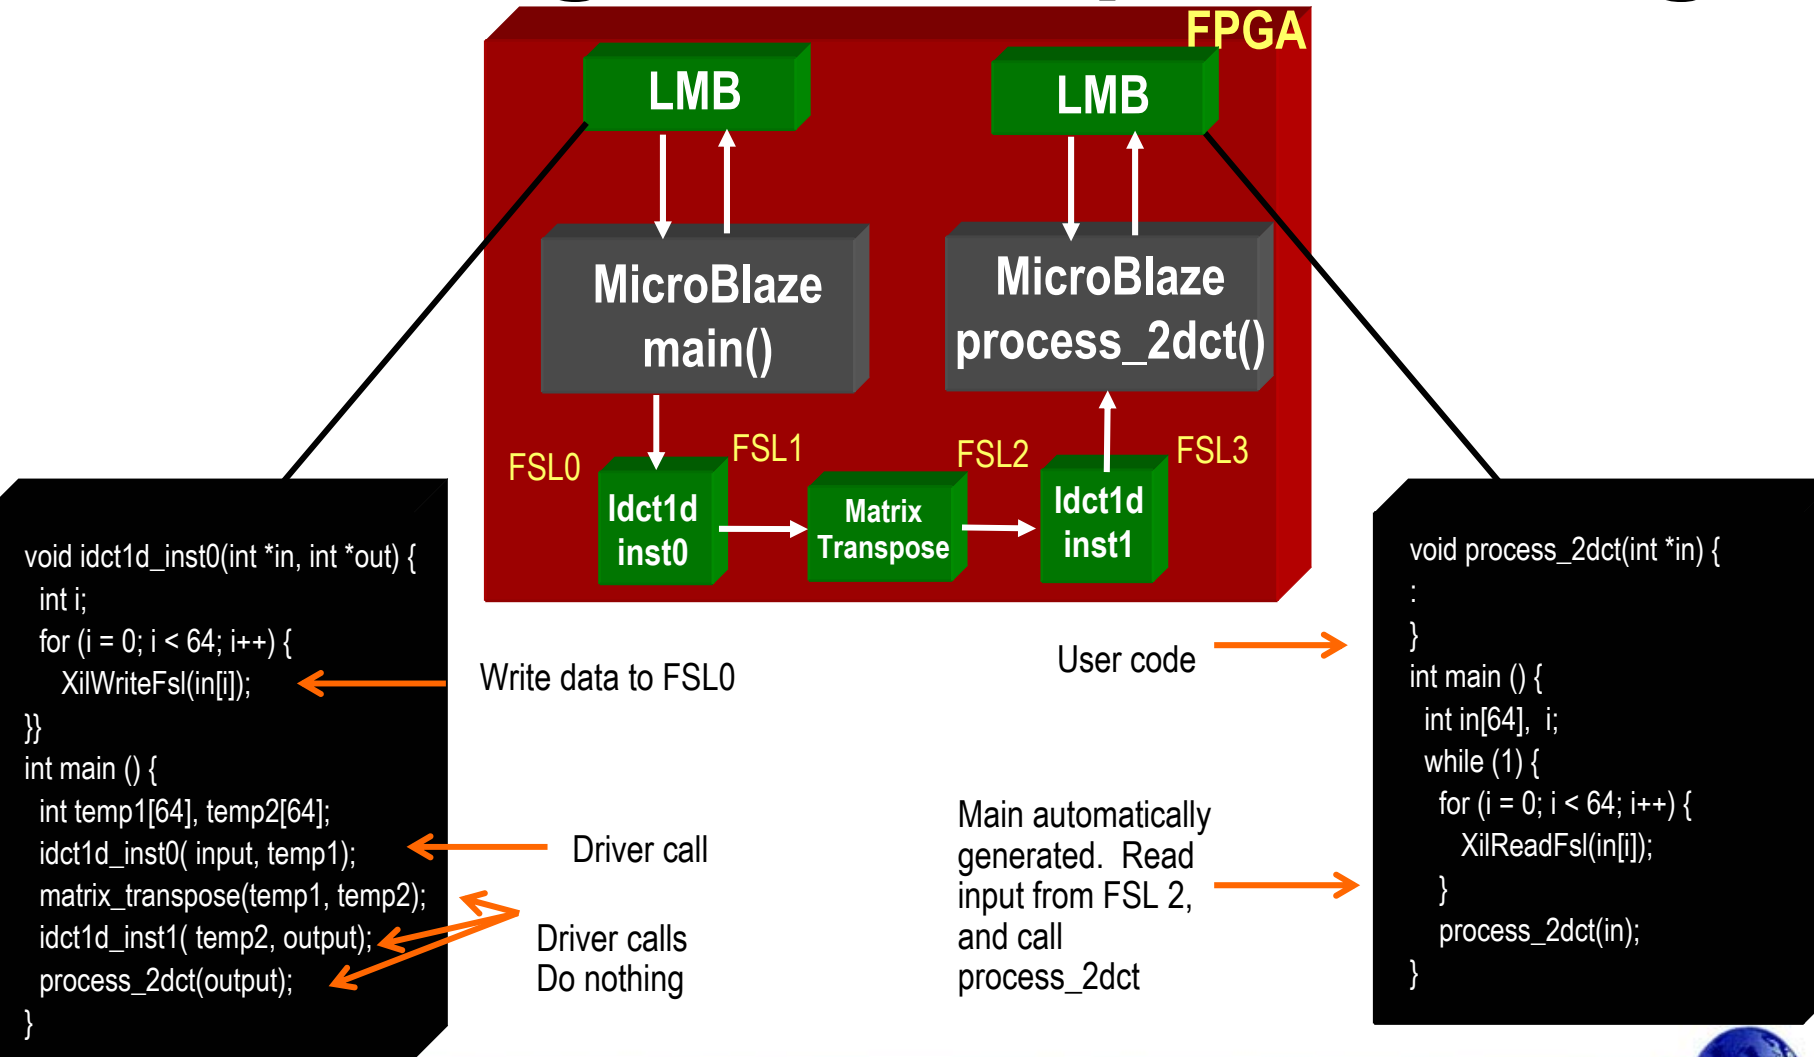 FPGA
LMB
LMB
MicroBlaze
main()
MicroBlaze
process_2dct()
FSL0
FSL1
FSL2
FSL3
Idct1d
inst0
Matrix
Transpose
Idct1d
inst1
void idct1d_inst0(int *in, int *out) {
int i;
for (i = 0; i < 64; i++) {
XilWriteFsl(in[i]);
}}
int main () {
int temp1[64], temp2[64];
idct1d_inst0( input, temp1);
matrix_transpose(temp1, temp2);
idct1d_inst1( temp2, output);
process_2dct(output);
}
Write data to FSL0
Driver call
Driver calls
Do nothing
User code
Main automatically
generated.  Read
input from FSL 2,
and call
process_2dct
void process_2dct(int *in) {
:
}
int main () {
int in[64],  i;
while (1) {
for (i = 0; i < 64; i++) {
XilReadFsl(in[i]);
}
process_2dct(in);
}